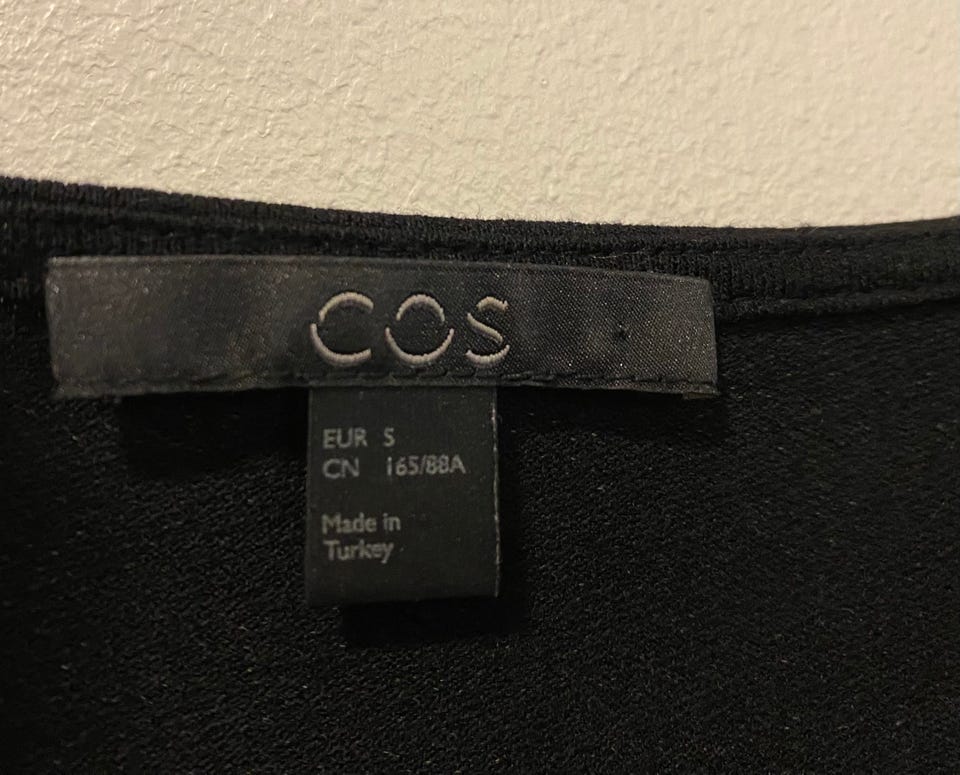 COS
EUR S
CN 165/88A
Made in
Turkey